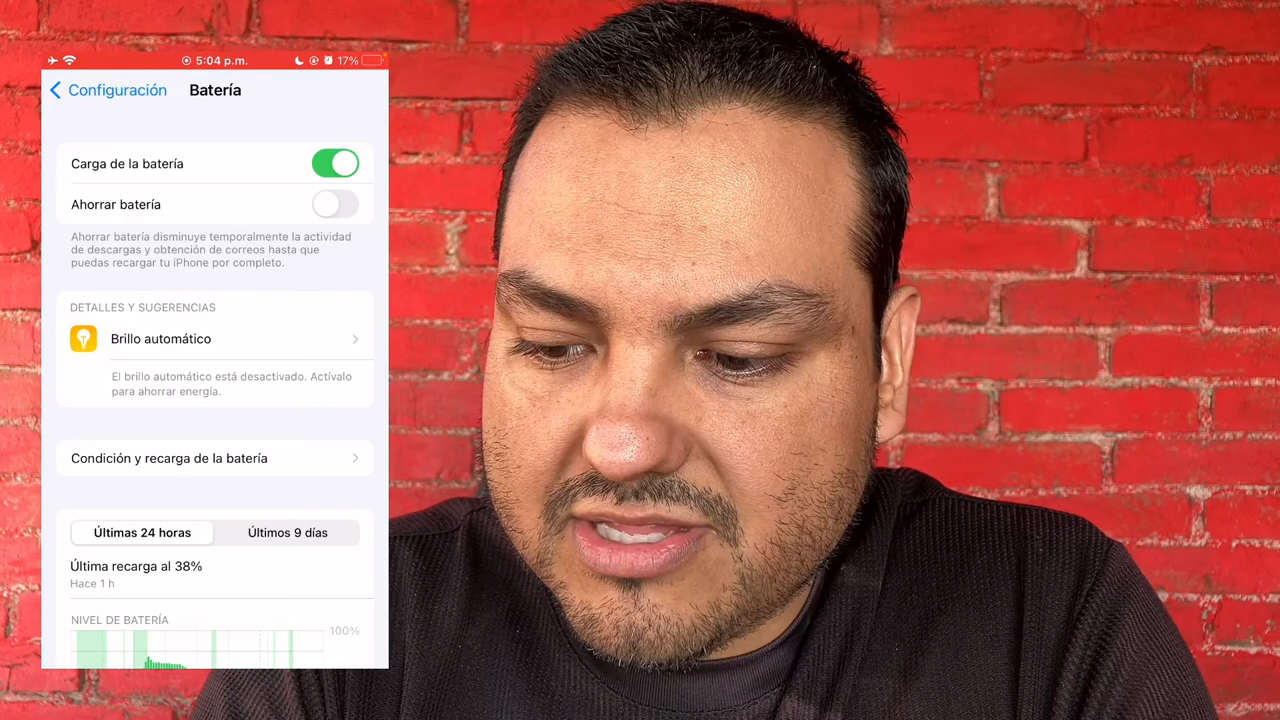 5:04 p.m.
17%
Configuración
Batería
Carga de la batería
Ahorrar batería
Ahorrar batería disminuye temporalmente la actividad
de descargas y obtención de correos hasta que
puedas recargar tu iPhone por completo.
DETALLES Y SUGERENCIAS
Brillo automático
El brillo automático está desactivado. Actívalo
para ahorrar energía.
Condición y recarga de la batería
Últimas 24 horas
Últimos 9 días
Última recarga al 38%
Hace 1 h
NIVEL DE BATERÍA
100%